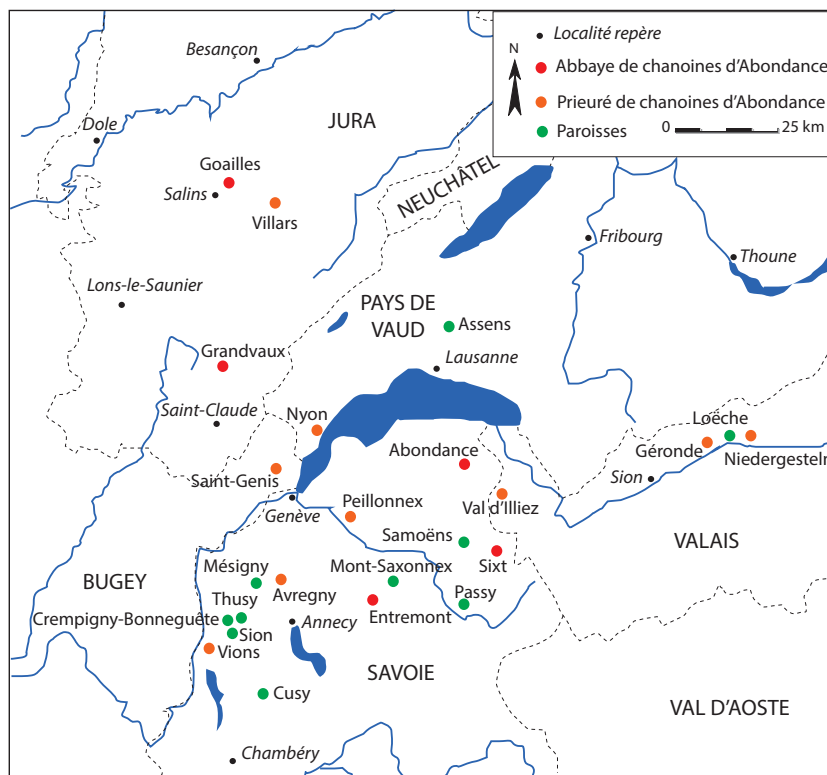 Besançon
N
Localité repère
Abbaye de chanoines d'Abondance
Prieuré de chanoines d'Abondance
Paroisses
0 25 km
Dole
JURA
Goailles
Salins
Villars
NEUCHÂTEL
Fribourg
Thoune
Lons-le-Saunier
PAYS DE
VAUD
Assens
Grandvaux
Lausanne
Saint-Claude
Nyon
Loëche
Abondance
Géronde
Niedergesteln
Saint-Genis
Sion
Genève
Peillonnex
Val d'Illiez
Samoëns
VALAIS
Mésigny
Mont-Saxonnex
Sixt
BUGEY
Thusy
Avregny
Passy
Crempigny-Bonneguête
Entremont
Annecy
Sion
Vions
SAVOIE
Cusy
VAL D'AOSTE
Chambéry